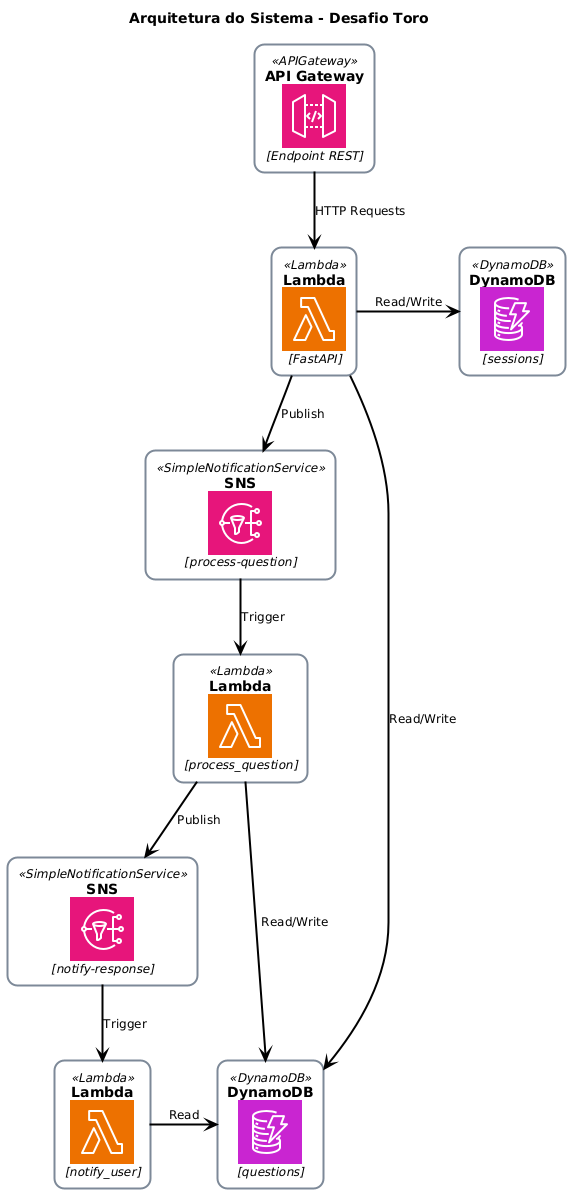 Arquitetura do Sistema - Desafio Toro
«APIGateway»
API Gateway
[Endpoint REST]
HTTP Requests
«Lambda»
Lambda
[FastAPI]
Read/Write
«DynamoDB»
DynamoDB
[sessions]
Publish
«SimpleNotificationService»
SNS
[process-question]
Trigger
«Lambda»
Lambda
[process_question]
Read/Write
Publish
«SimpleNotificationService»
SNS
[notify-response]
Read/Write
Trigger
«Lambda»
Lambda
[notify_user]
Read
«DynamoDB»
DynamoDB
[questions]